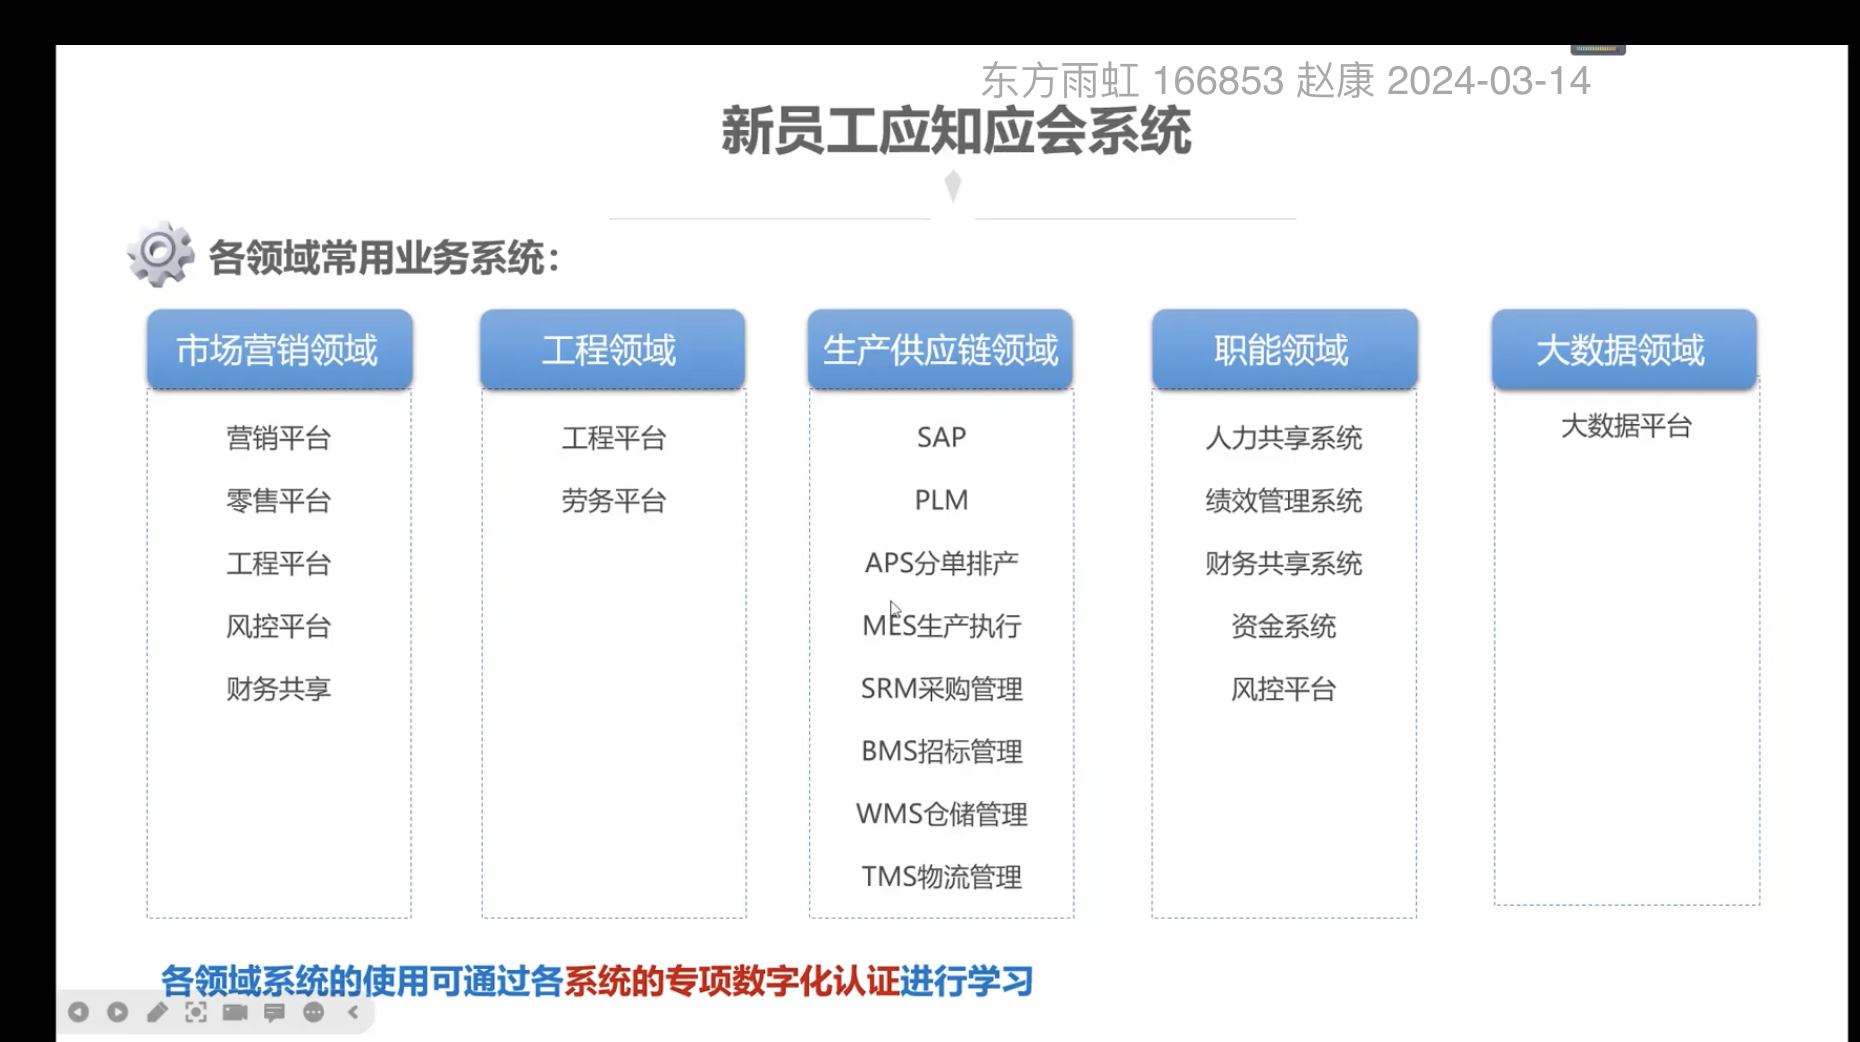 东方雨虹 166853 赵康 2024-03-14
新员工应知应会系统
各领域常用业务系统：
市场营销领域
营销平台
零售平台
工程平台
风控平台
财务共享
工程领域
工程平台
劳务平台
生产供应链领域
SAP
PLM
APS分单排产
MES生产执行
SRM采购管理
BMS招标管理
WMS仓储管理
TMS物流管理
职能领域
人力共享系统
绩效管理系统
财务共享系统
资金系统
风控平台
大数据领域
大数据平台
各领域系统的使用可通过各系统的专项数字化认证进行学习